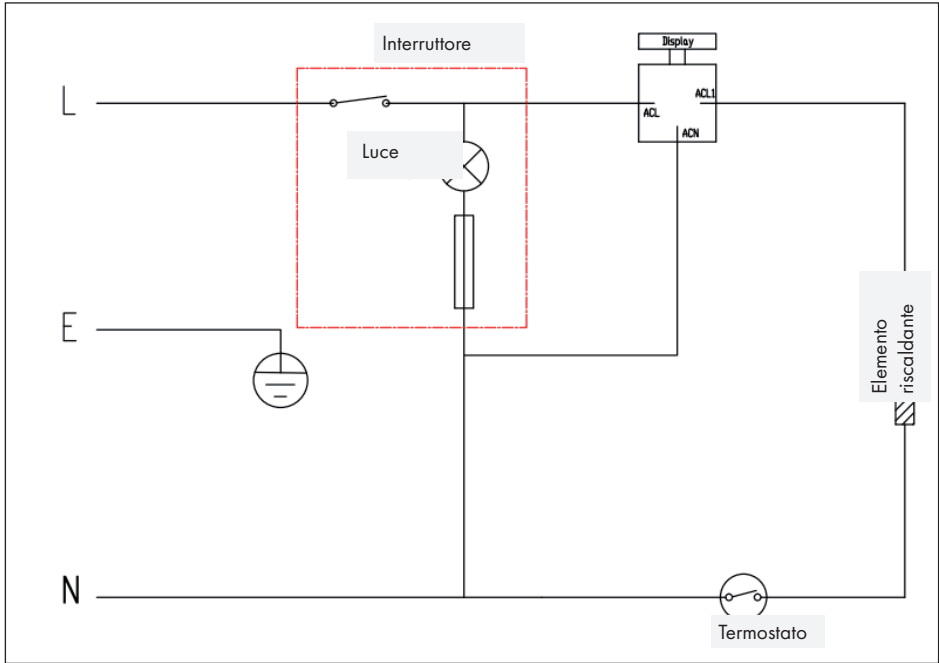 Interruttore
Display
L
ACL1
ACL
ACN
Luce
E
Elemento
riscaldante
N
Termostato